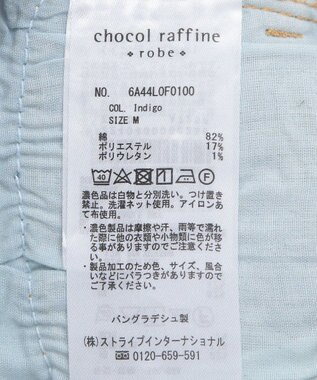 chocol raffine
robe
NO. 6A44L0F0100
COL. Indigo
SIZE M
綿 82%
ポリエステル 17%
ポリウレタン 1%
40
F
濃色品は白物と分別洗い。つけ置き
禁止。洗濯ネット使用。アイロンあ
て布使用。
・濃色製品は摩擦や汗、雨等で濡れ
た際に他の衣類や小物類に色が移
る事がありますのでご注意くださ
い。
・製品加工のため色、サイズ、風合
いなどにバラつきがありますので
ご了承ください。
バングラデシュ製
(株)ストライプインターナショナル
☎ 0120-659-591